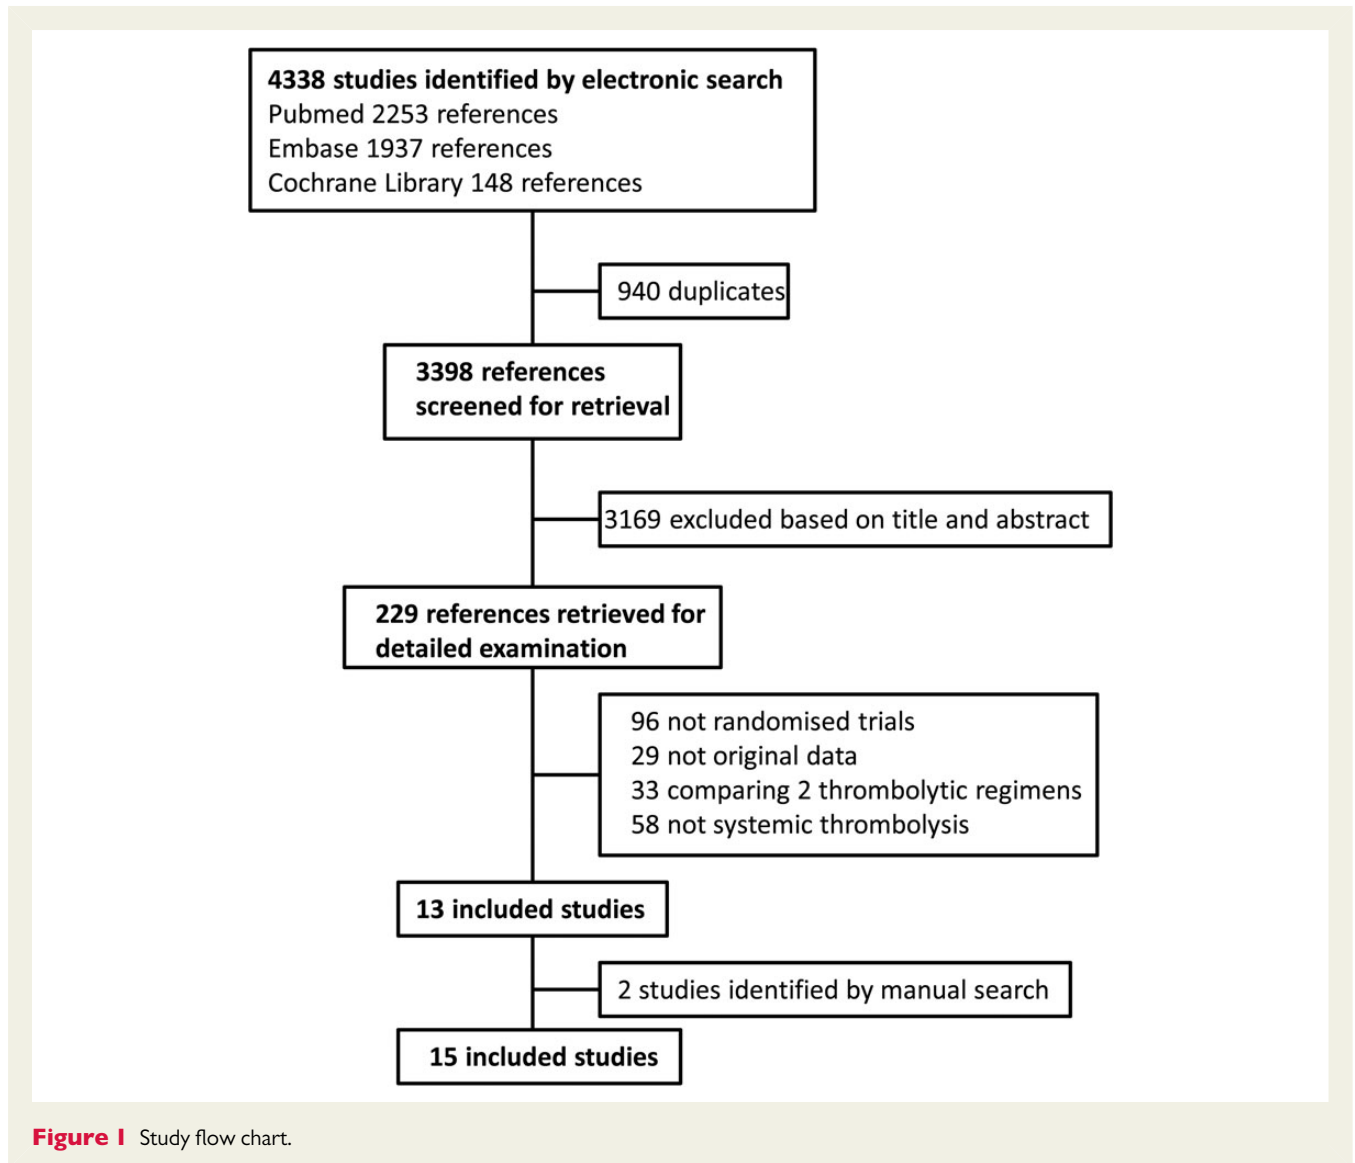 4338 studies identified by electronic search
Pubmed 2253 references
Embase 1937 references
Cochrane Library 148 references
940 duplicates
3398 references
screened for retrieval
3169 excluded based on title and abstract
229 references retrieved for
detailed examination
96 not randomised trials
29 not original data
33 comparing 2 thrombolytic regimens
58 not systemic thrombolysis
13 included studies
2 studies identified by manual search
15 included studies
Figure 1 Study flow chart.